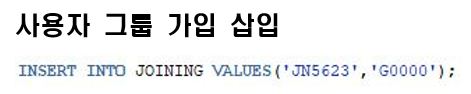 사용자 그룹 가입 삽입
INSERT INTO JOINING VALUES('JN5623','G0000');